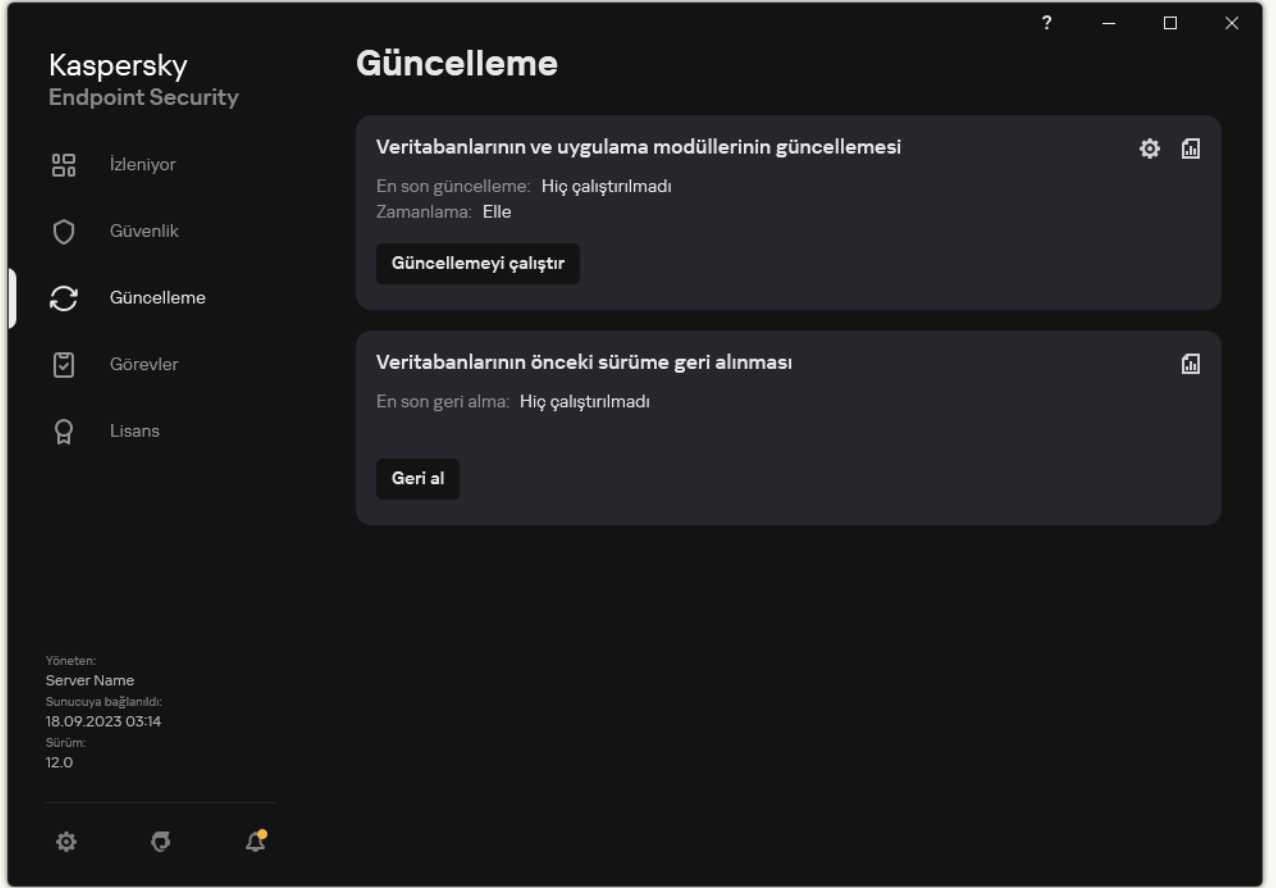 ?
Kaspersky
Endpoint Security
İzleniyor
Güvenlik
Güncelleme
Görevler
Lisans
Yöneten:
Server Name
Sunucuya bağlanıldı:
18.09.2023 03:14
Sürüm:
12.0
Güncelleme
Veritabanlarının ve uygulama modüllerinin güncellemesi
En son güncelleme: Hiç çalıştırılmadı
Zamanlama: Elle
Güncellemeyi çalıştır
Veritabanlarının önceki sürüme geri alınması
En son geri alma: Hiç çalıştırılmadı
Geri al